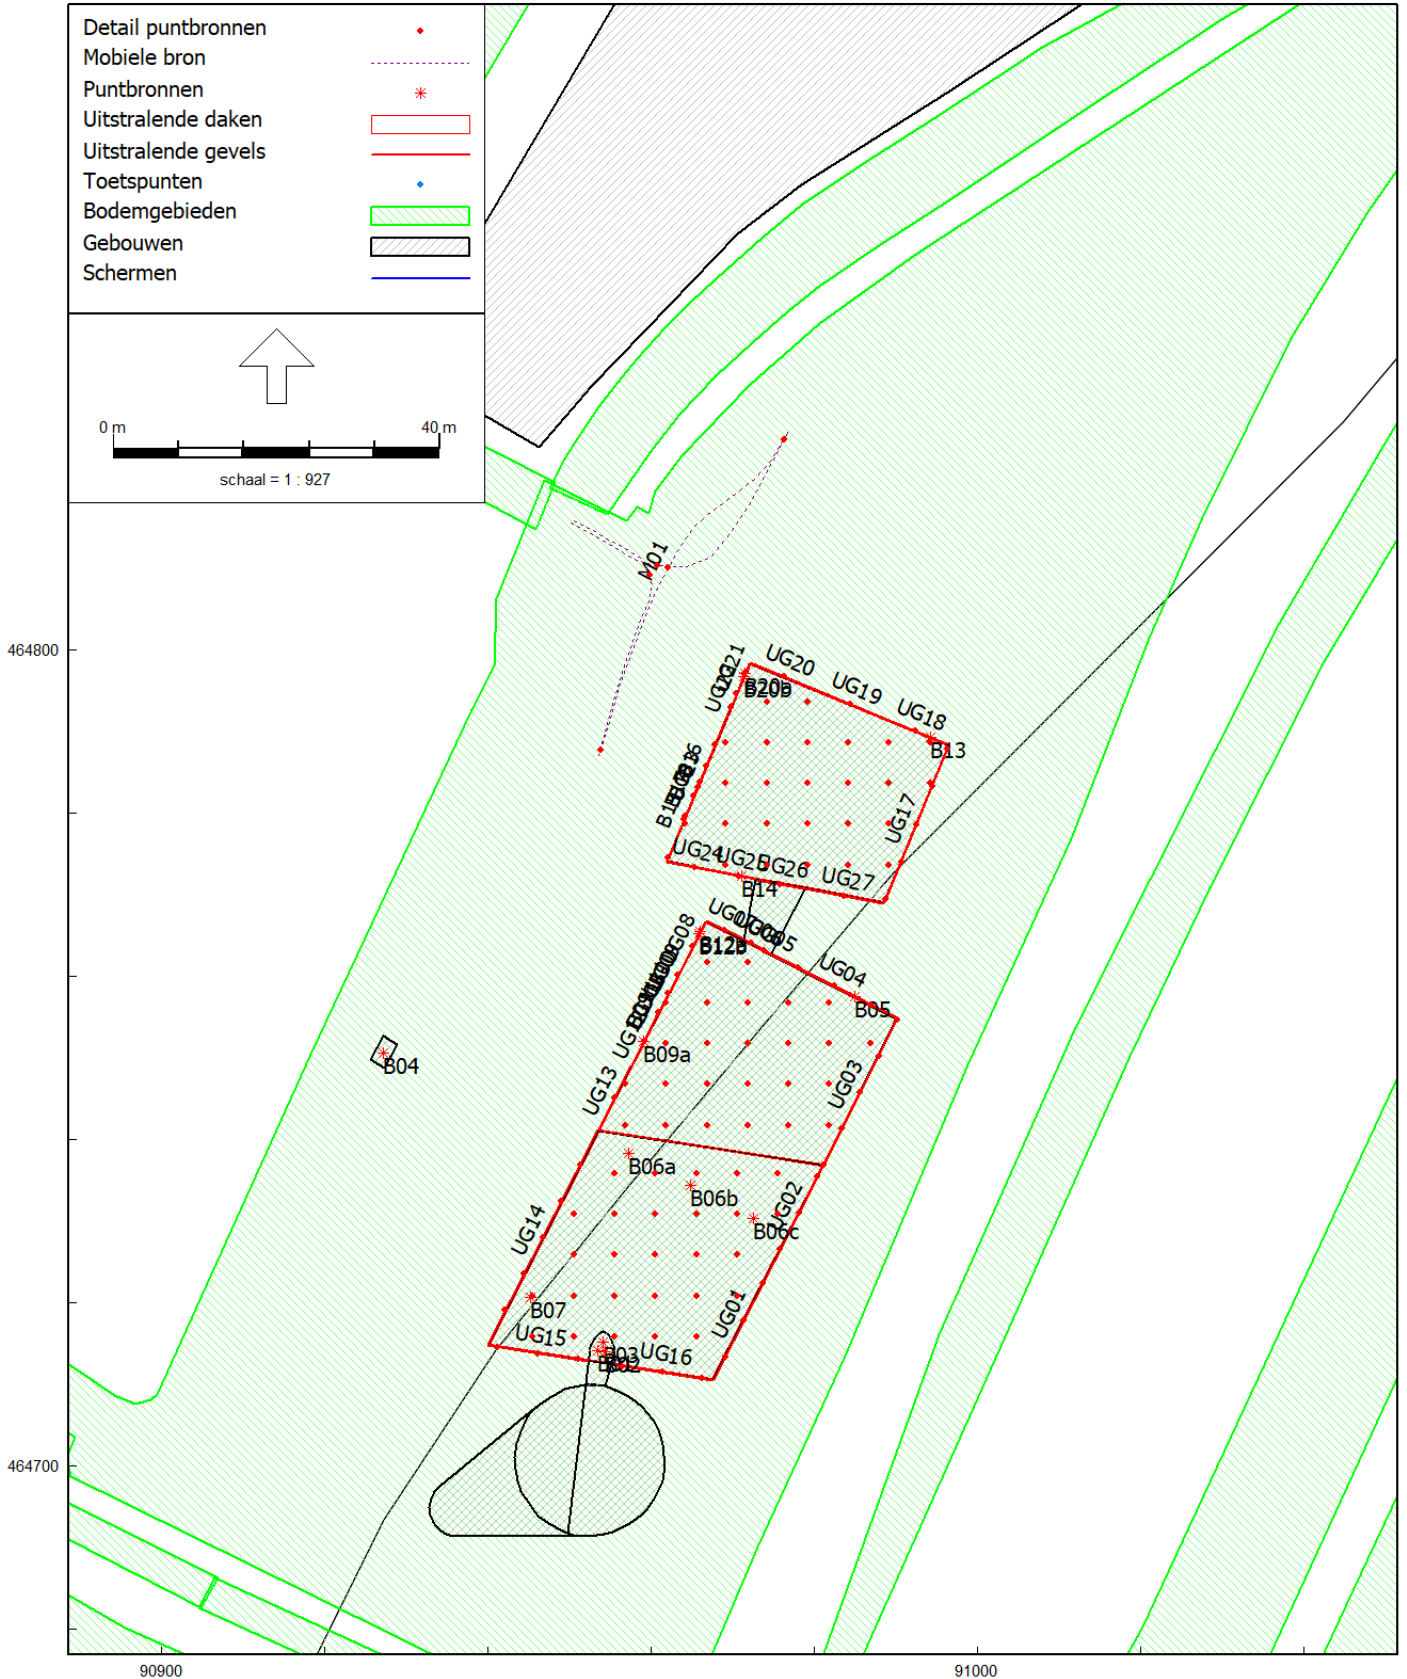 Detail puntbronnen
Mobiele bron
Puntbronnen
Uitstralende daken
Uitstralende gevels
Toetspunten
Bodemgebieden
Gebouwen
Schermen
0 m 40 m
schaal = 1 : 927
M01
464800
UG20
UG19
UG18
B13
B20b
UG17
UG24
UG26
UG27
B14
UG08
UG04
B05
B09a
B04
UG13
UG03
B06a
B06b
B06c
UG02
UG14
B07
UG01
UG15
UG16
464700
90900
91000